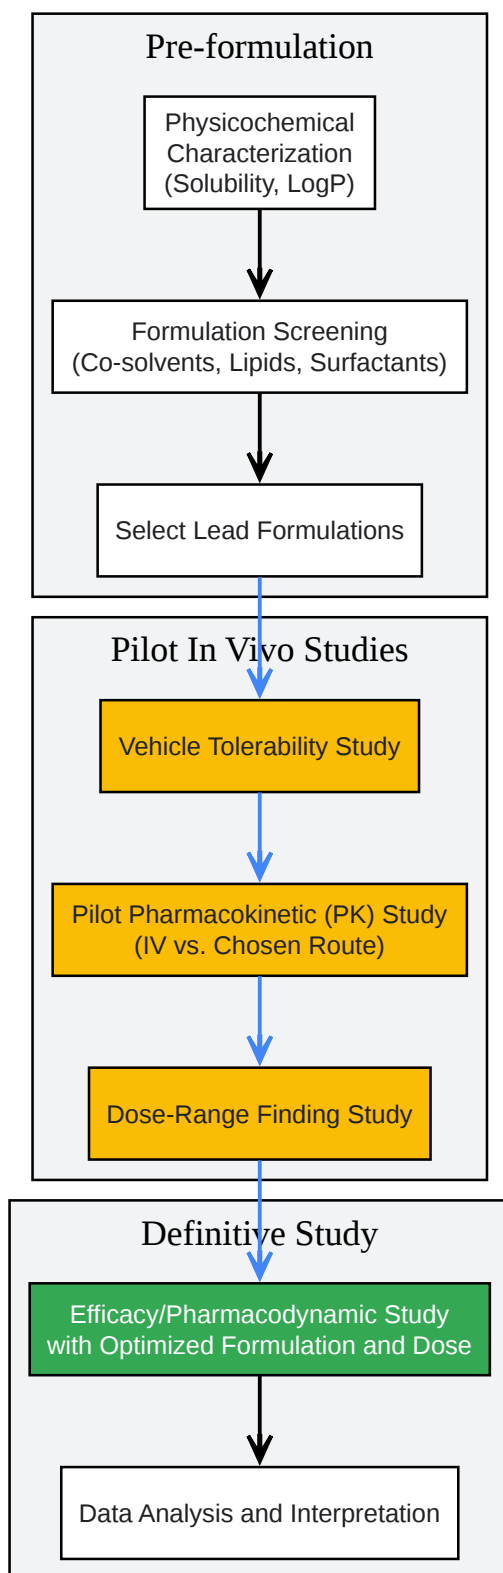 Pre-formulation
Physicochemical
Characterization
(Solubility, LogP)
Formulation Screening
(Co-solvents, Lipids, Surfactants)
Select Lead Formulations
Pilot In Vivo Studies
Vehicle Tolerability Study
Pilot Pharmacokinetic (PK) Study
(IV vs. Chosen Route)
Dose-Range Finding Study
Definitive Study
Efficacy/Pharmacodynamic Study
with Optimized Formulation and Dose
Data Analysis and Interpretation